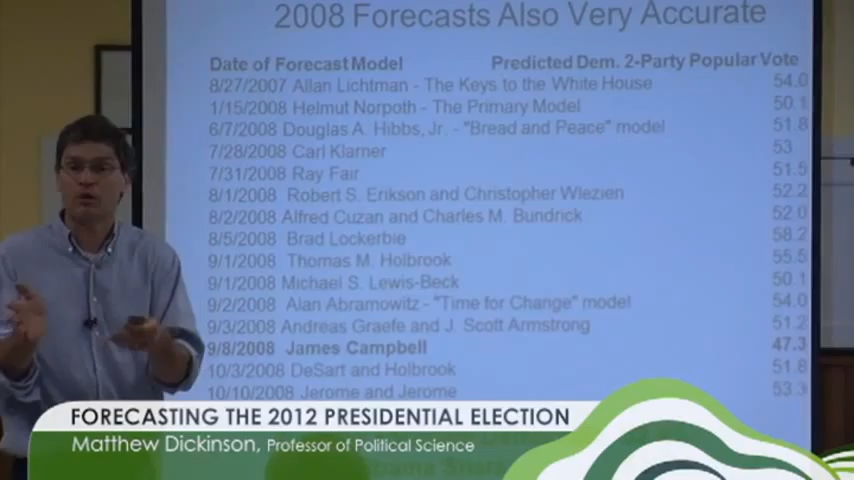 2008 Forecasts Also Very Accurate
Date of Forecast Model Predicted Dem. 2-Party Popular Vote
8/27/2007 Allan Lichtman - The Keys to the White House 54.0
1/15/2008 Helmut Norpoth - The Primary Model 50.1
6/7/2008 Douglas A. Hibbs, Jr. - "Bread and Peace" model 51.8
7/28/2008 Carl Klarner 53
7/31/2008 Ray Fair 51.5
8/1/2008 Robert S. Erikson and Christopher Wlezien 52.2
8/2/2008 Alfred Cuzan and Charles M. Bundrick 52.0
8/5/2008 Brad Lockerbie 58.2
9/1/2008 Thomas M. Holbrook 55.5
9/1/2008 Michael S. Lewis-Beck 50.1
9/2/2008 Alan Abramowitz - "Time for Change" model 54.0
9/3/2008 Andreas Graefe and J. Scott Armstrong 51.2
9/8/2008 James Campbell 47.3
10/3/2008 DeSart and Holbrook 51.8
10/10/2008 Jerome and Jerome 53.3
FORECASTING THE 2012 PRESIDENTIAL ELECTION
Matthew Dickinson, Professor of Political Science